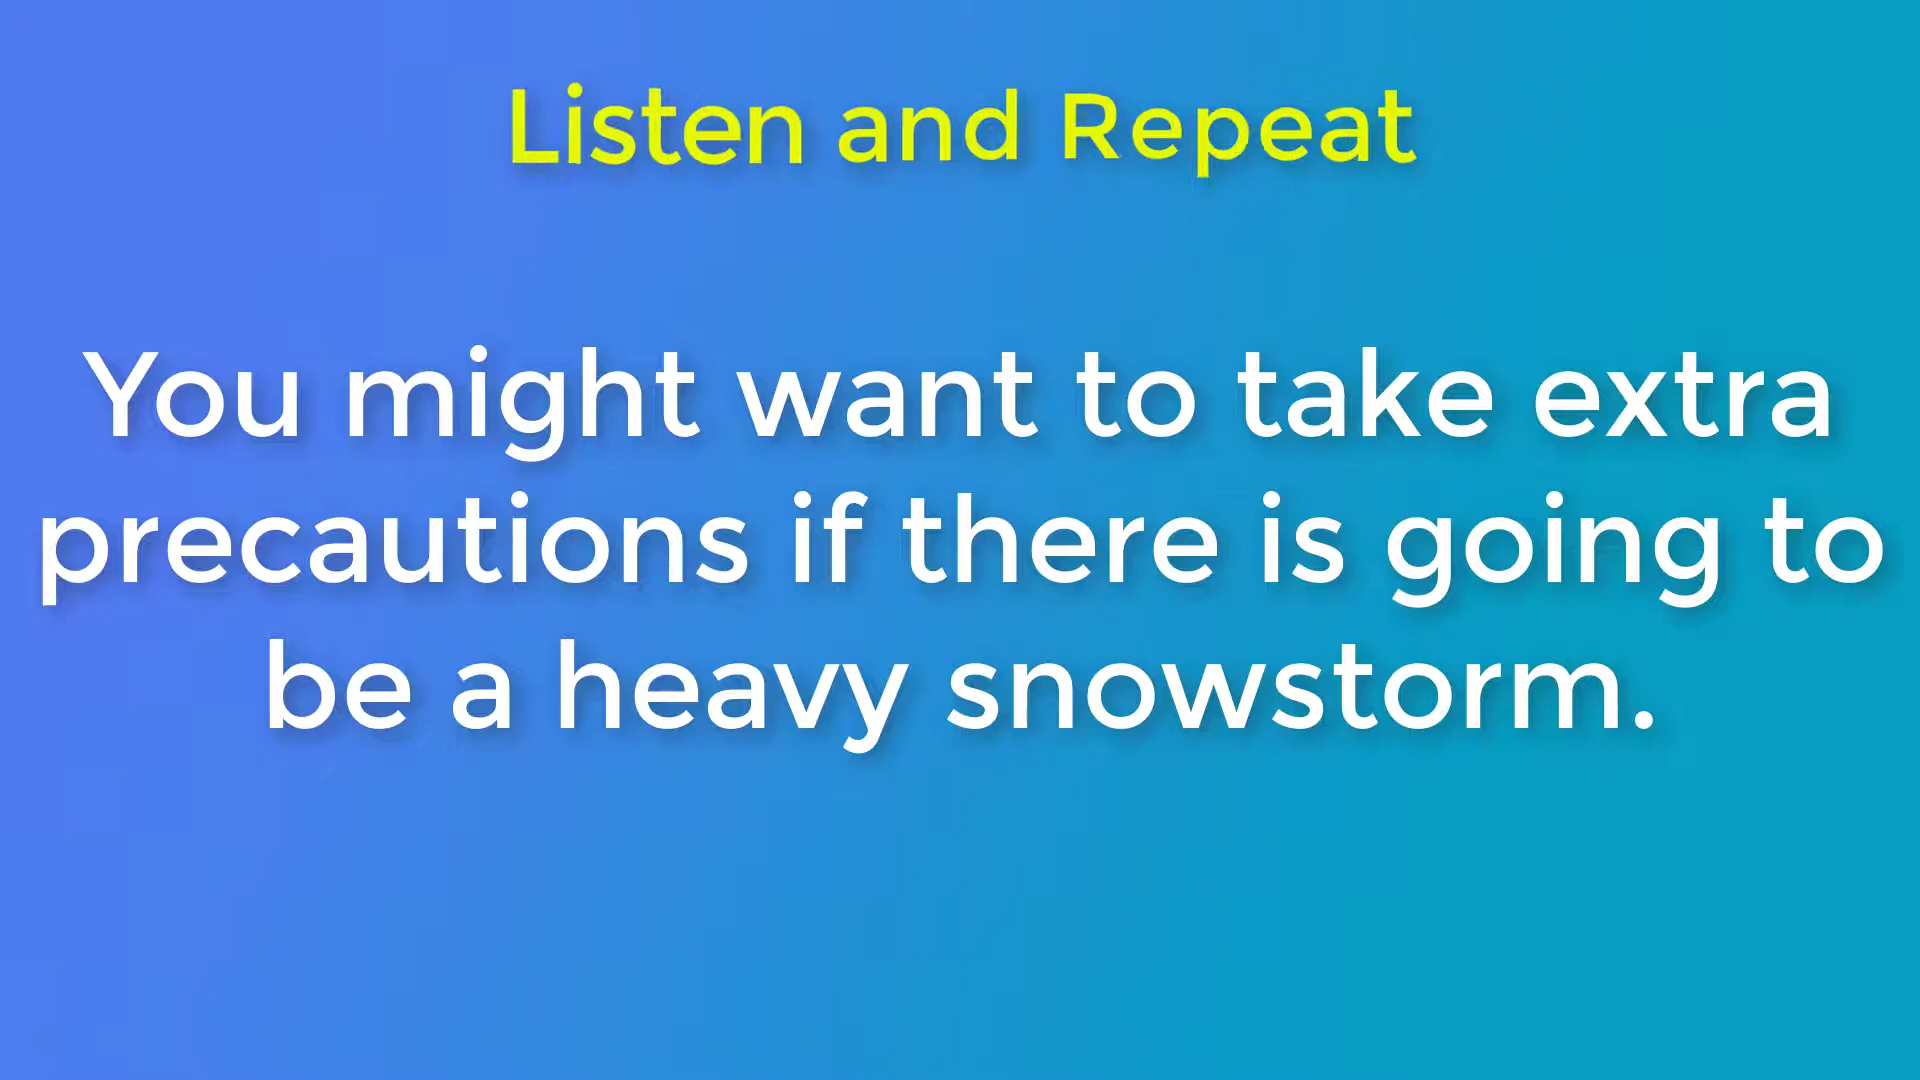 Listen and Repeat
You might want to take extra
precautions if there is going to
be a heavy snowstorm.